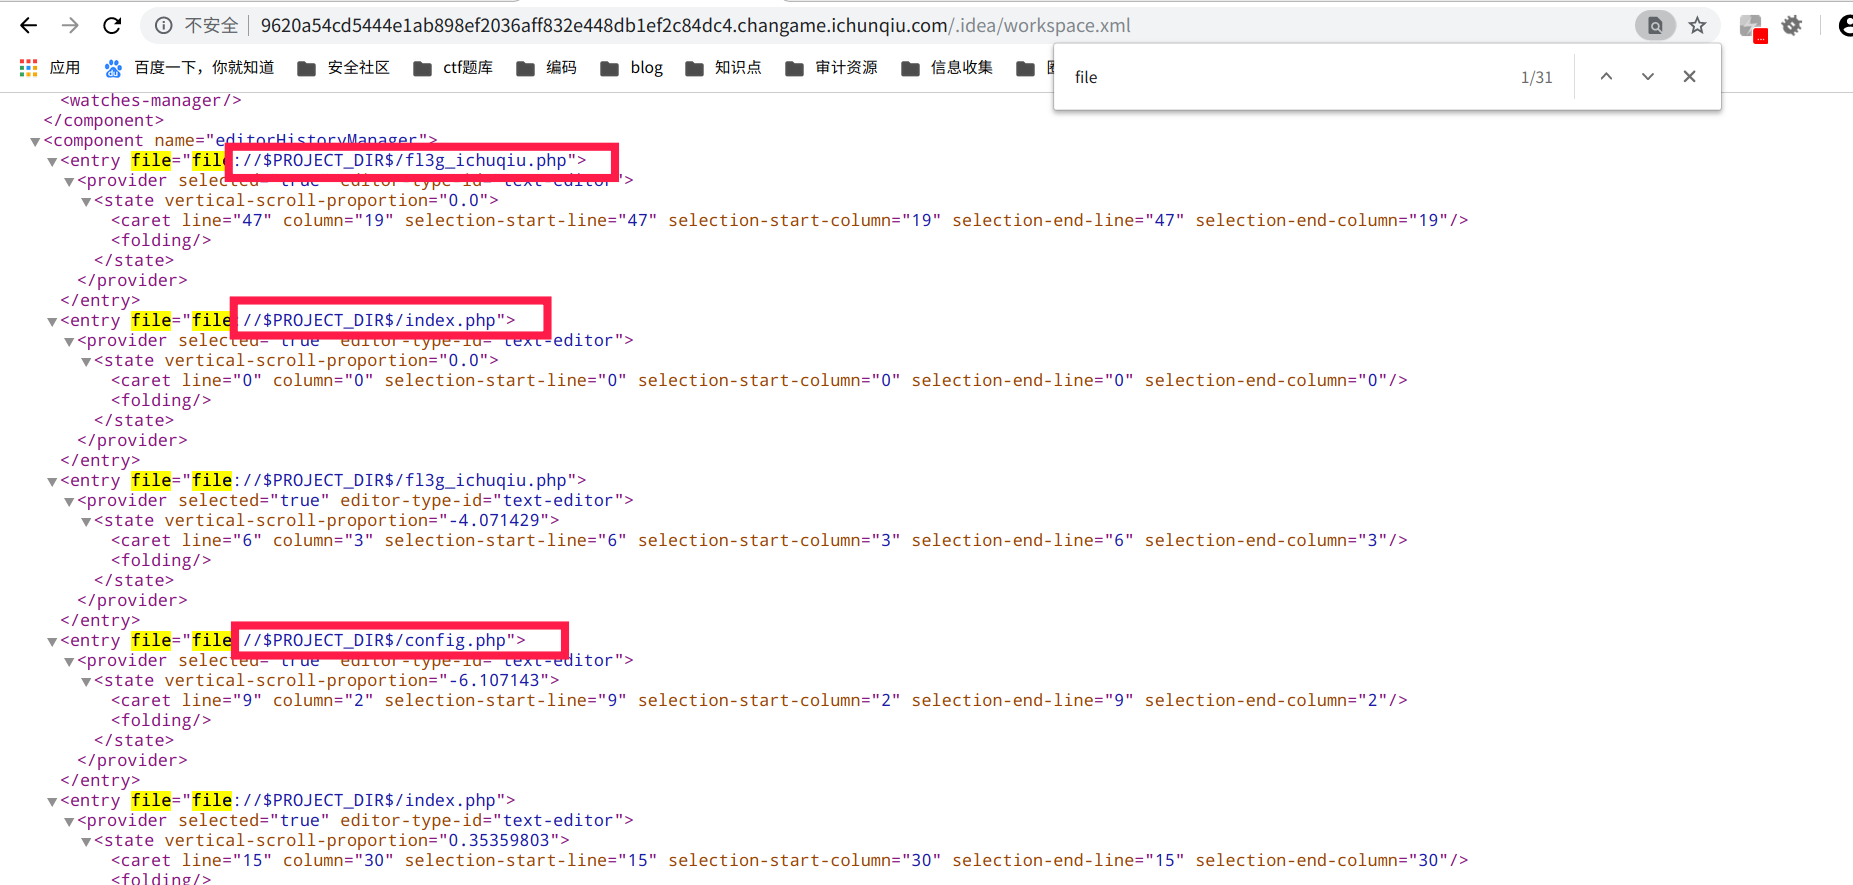 不安全 9620a54cd5444e1ab898ef2036aff832e448db1ef2c84dc4.changame.ichunqiu.com/.idea/workspace.xml
应用 百度一下，你就知道 安全社区 ctf题库 编码 blog 知识点 审计资源 信息收集
file 1/31
<watches-manager/>
</component>
▼<component name="editorHistoryManager">
▼<entry file="file://$PROJECT_DIR$/fl3g_ichuqiu.php">
▼<provider selected="true" editor-type-id="text-editor">
▼<state vertical-scroll-proportion="0.0">
<caret line="47" column="19" selection-start-line="47" selection-start-column="19" selection-end-line="47" selection-end-column="19"/>
<folding/>
</state>
</provider>
</entry>
▼<entry file="file://$PROJECT_DIR$/index.php">
▼<provider selected="true" editor-type-id="text-editor">
▼<state vertical-scroll-proportion="0.0">
<caret line="0" column="0" selection-start-line="0" selection-start-column="0" selection-end-line="0" selection-end-column="0"/>
<folding/>
</state>
</provider>
</entry>
▼<entry file="file://$PROJECT_DIR$/fl3g_ichuqiu.php">
▼<provider selected="true" editor-type-id="text-editor">
▼<state vertical-scroll-proportion="-4.071429">
<caret line="6" column="3" selection-start-line="6" selection-start-column="3" selection-end-line="6" selection-end-column="3"/>
<folding/>
</state>
</provider>
</entry>
▼<entry file="file://$PROJECT_DIR$/config.php">
▼<provider selected="true" editor-type-id="text-editor">
▼<state vertical-scroll-proportion="-6.107143">
<caret line="9" column="2" selection-start-line="9" selection-start-column="2" selection-end-line="9" selection-end-column="2"/>
<folding/>
</state>
</provider>
</entry>
▼<entry file="file://$PROJECT_DIR$/index.php">
▼<provider selected="true" editor-type-id="text-editor">
▼<state vertical-scroll-proportion="0.35359803">
<caret line="15" column="30" selection-start-line="15" selection-start-column="30" selection-end-line="15" selection-end-column="30"/>
<folding/>